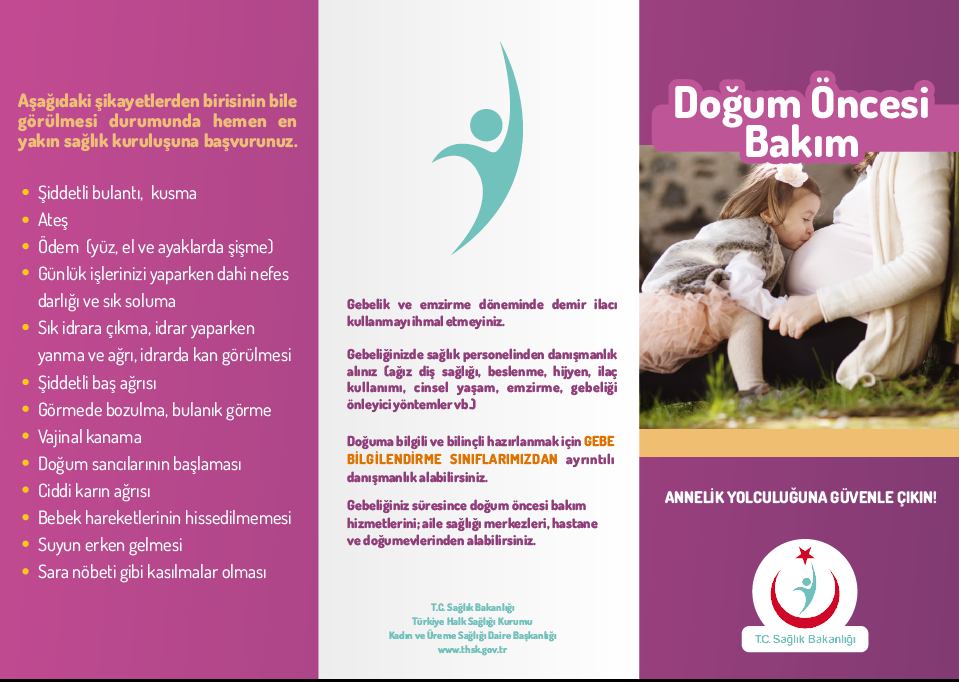 Aşağıdaki şikayetlerden birisinin bile
görülmesi durumunda hemen en
yakın sağlık kuruluşuna başvurunuz.
• Şiddetli bulantı, kusma
• Ateş
• Ödem (yüz, el ve ayaklarda şişme)
• Günlük işlerinizi yaparken dahi nefes
darlığı ve sık soluma
• Sık idrara çıkma, idrar yaparken
yanma ve ağrı, idrarda kan görülmesi
• Şiddetli baş ağrısı
• Görmede bozulma, bulanık görme
• Vajinal kanama
• Doğum sancılarının başlaması
• Ciddi karın ağrısı
• Bebek hareketlerinin hissedilmemesi
• Suyun erken gelmesi
• Sara nöbeti gibi kasılmalar olması
Gebelik ve emzirme döneminde demir ilacı
kullanmayı ihmal etmeyiniz.
Gebeliğinizde sağlık personelinden danışmanlık
alınız (ağız diş sağlığı, beslenme, hijyen, ilaç
kullanımı, cinsel yaşam, emzirme, gebeliği
önleyici yöntemler vb.)
Doğuma bilgili ve bilinçli hazırlanmak için GEBE
BİLGİLENDİRME SINIFLARIMIZDAN ayrıntılı
danışmanlık alabilirsiniz.
Gebeliğiniz süresince doğum öncesi bakım
hizmetlerini; aile sağlığı merkezleri, hastane
ve doğumevlerinden alabilirsiniz.
T.C. Sağlık Bakanlığı
Türkiye Halk Sağlığı Kurumu
Kadın ve Üreme Sağlığı Daire Başkanlığı
www.thsk.gov.tr
Doğum Öncesi
Bakım
ANNELİK YOLCULUĞUNA GÜVENLE ÇIKIN!
T.C. Sağlık Bakanlığı